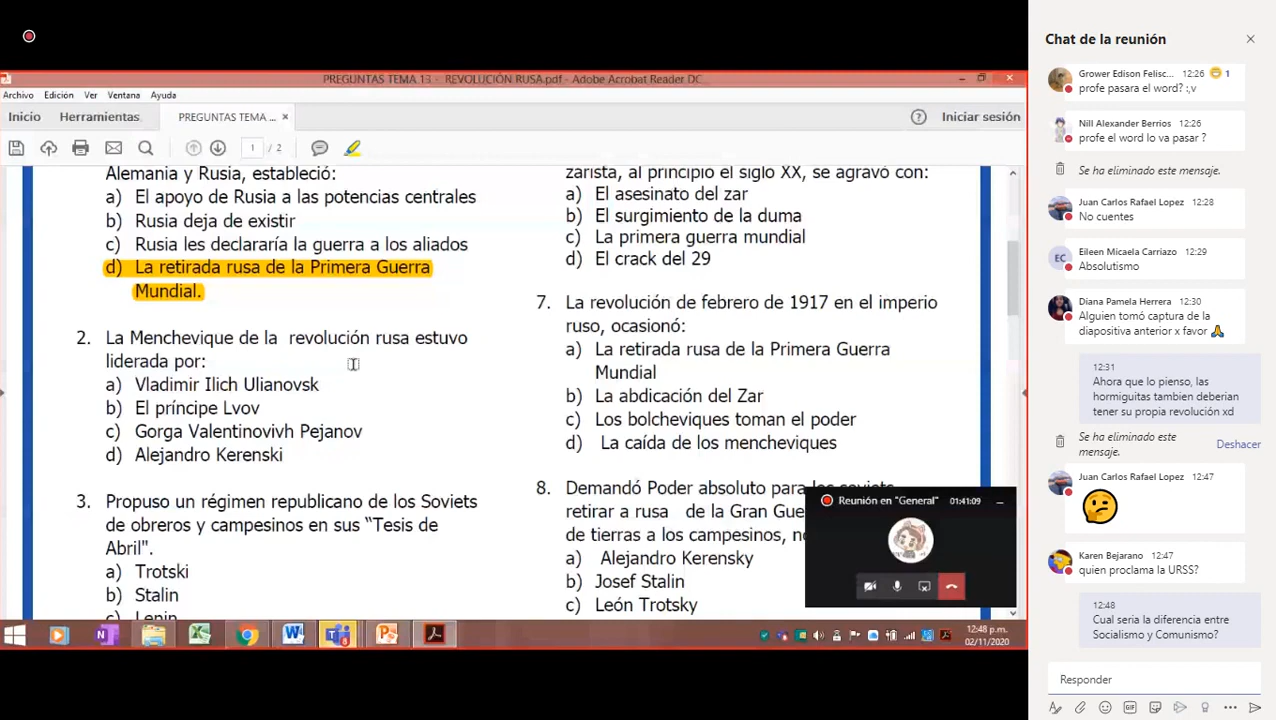 PREGUNTAS TEMA 13 - REVOLUCIÓN RUSA.pdf - Adobe Acrobat Reader DC
Archivo Edición Ver Ventana Ayuda
Inicio Herramientas PREGUNTAS TEMA ... × Iniciar sesión
1 / 2
Alemania y Rusia, estableció:
a) El apoyo de Rusia a las potencias centrales
b) Rusia deja de existir
c) Rusia les declararía la guerra a los aliados
d) La retirada rusa de la Primera Guerra
Mundial.
2. La Menchevique de la revolución rusa estuvo
liderada por:
a) Vladimir Ilich Ulianovsk
b) El príncipe Lvov
c) Gorga Valentinovivh Pejanov
d) Alejandro Kerenski
3. Propuso un régimen republicano de los Soviets
de obreros y campesinos en sus “Tesis de
Abril".
a) Trotski
b) Stalin
c) Lenin
zarista, al principio el siglo XX, se agravó con:
a) El asesinato del zar
b) El surgimiento de la duma
c) La primera guerra mundial
d) El crack del 29
7. La revolución de febrero de 1917 en el imperio
ruso, ocasionó:
a) La retirada rusa de la Primera Guerra
Mundial
b) La abdicación del Zar
c) Los bolcheviques toman el poder
d) La caída de los mencheviques
8. Demandó Poder absoluto para los soviets
retirar a rusa de la Gran Gue
de tierras a los campesinos, n
a) Alejandro Kerensky
b) Josef Stalin
c) León Trotsky
Reunión en "General" 01:41:09
12:48 p.m.
02/11/2020
Chat de la reunión
Grower Edison Felisc... 12:26 1
profe pasara el word? :,v
Nill Alexander Berrios 12:26
profe el word lo va pasar ?
Se ha eliminado este mensaje.
Juan Carlos Rafael Lopez 12:28
No cuentes
EC
Eileen Micaela Carriazo 12:29
Absolutismo
Diana Pamela Herrera 12:30
Alguien tomó captura de la
diapositiva anterior x favor 🙏
12:31
Ahora que lo pienso, las
hormiguitas tambien deberian
tener su propia revolución xd
Se ha eliminado este
mensaje.
Deshacer
Juan Carlos Rafael Lopez 12:47
Karen Bejarano 12:47
quien proclama la URSS?
12:48
Cual seria la diferencia entre
Socialismo y Comunismo?
Responder